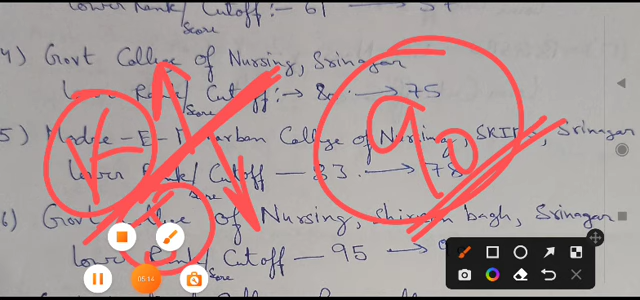 Lower Rank/Score Cutoff :- 61
4) Govt College of Nursing, Srinagar
Lower Rank/Score Cutoff :→ 80 → 75
5) Madre-E-Meharban College of Nursing, SKIMS, Srinagar
Lower Rank/Score Cutoff — 83 → 78
90
6) Govt College of Nursing, Shireen bagh, Srinagar
Lower Rank/Score Cutoff — 95 →
05:14